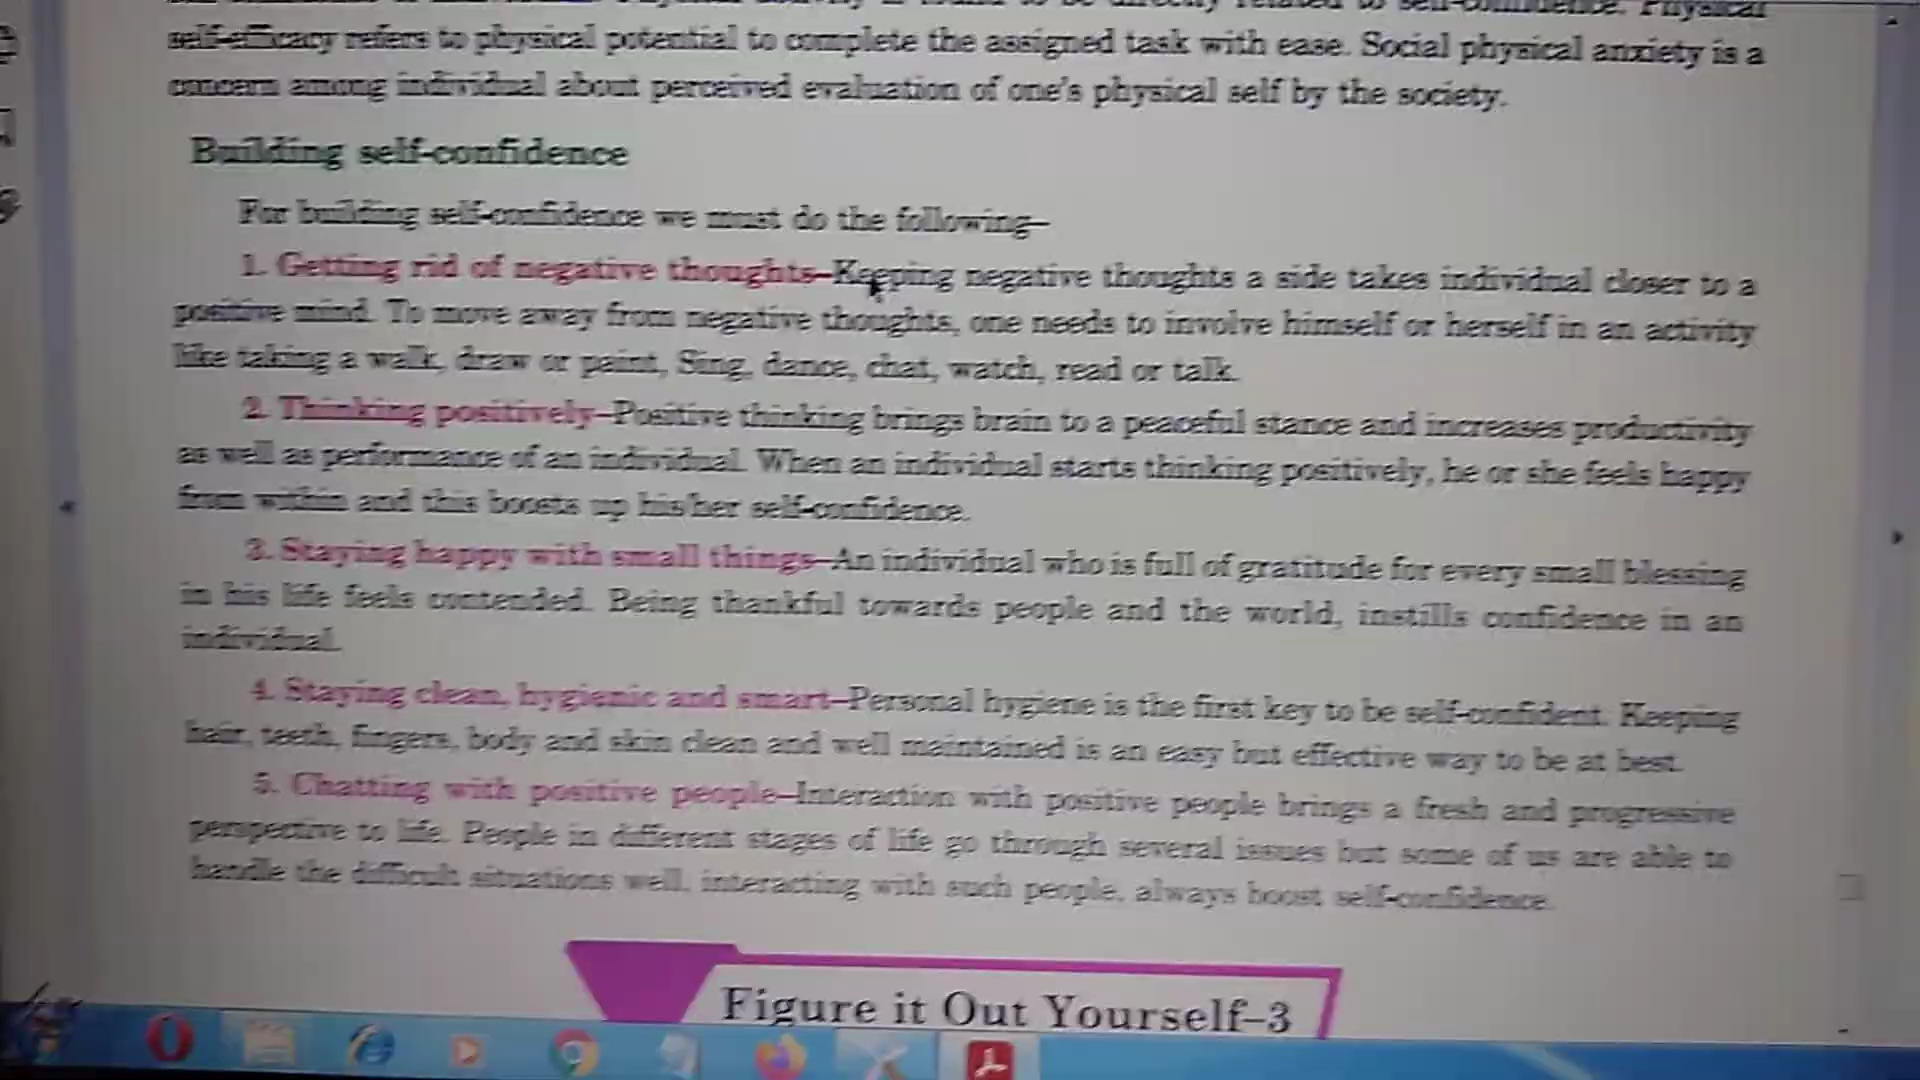 to be directly related to self-confidence. Physical
self-efficacy refers to physical potential to complete the assigned task with ease. Social physical anxiety is a
concern among individual about perceived evaluation of one's physical self by the society.
Building self-confidence
For building self-confidence we must do the following–
1. Getting rid of negative thoughts–Keeping negative thoughts a side takes individual closer to a
positive mind. To move away from negative thoughts, one needs to involve himself or herself in an activity
like taking a walk, draw or paint, Sing, dance, chat, watch, read or talk.
2. Thinking positively–Positive thinking brings brain to a peaceful stance and increases productivity
as well as performance of an individual. When an individual starts thinking positively, he or she feels happy
from within and this boosts up his/her self-confidence.
3. Staying happy with small things–An individual who is full of gratitude for every small blessing
in his life feels contended. Being thankful towards people and the world, instills confidence in an
individual.
4. Staying clean, hygienic and smart–Personal hygiene is the first key to be self-confident. Keeping
hair, teeth, fingers, body and skin clean and well maintained is an easy but effective way to be at best.
5. Chatting with positive people–Interaction with positive people brings a fresh and progressive
perspective to life. People in different stages of life go through several issues but some of us are able to
handle the difficult situations well, interacting with such people, always boost self-confidence.
Figure it Out Yourself–3